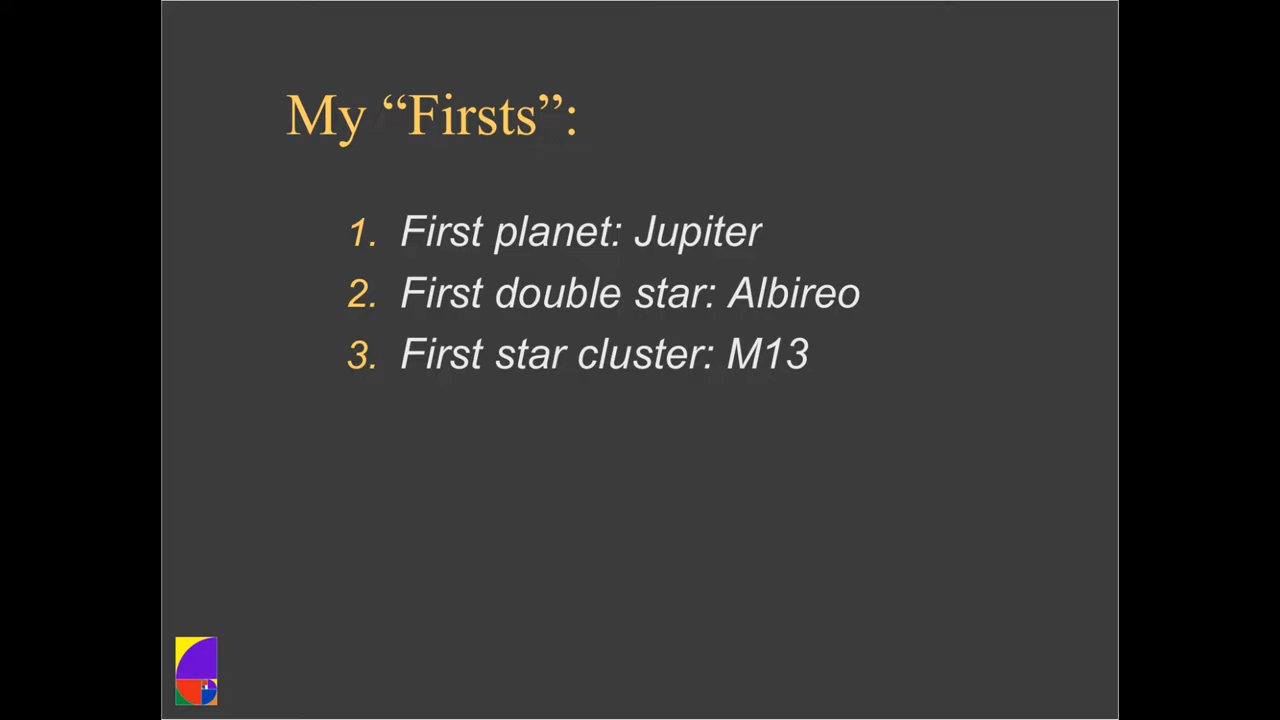 My “Firsts”:
1. First planet: Jupiter
2. First double star: Albireo
3. First star cluster: M13